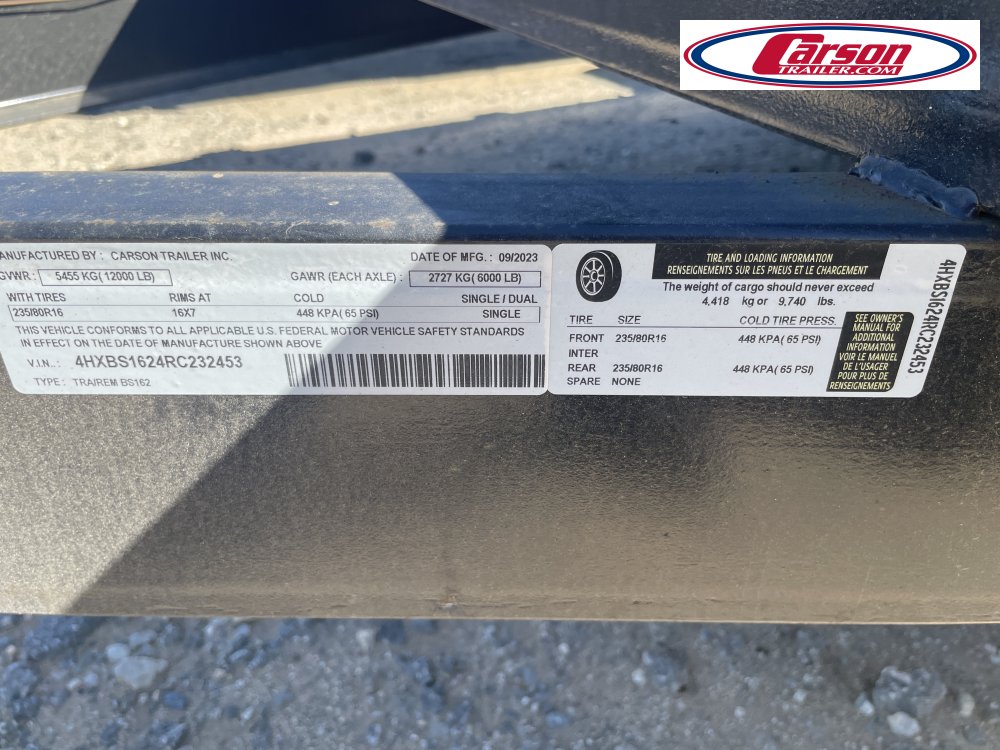 Carson
TRAILER.COM
ANUFACTURED BY : CARSON TRAILER INC. DATE OF MFG. : 09/2023
GVWR : 5455 KG( 12000 LB) GAWR (EACH AXLE) : 2727 KG( 6000 LB)
WITH TIRES RIMS AT COLD SINGLE / DUAL
235/80R16 16X7 448 KPA( 65 PSI) SINGLE
THIS VEHICLE CONFORMS TO ALL APPLICABLE U.S. FEDERAL MOTOR VEHICLE SAFETY STANDARDS
IN EFFECT ON THE DATE OF MANUFACTURE SHOWN ABOVE
V.I.N. : 4HXBS1624RC232453
TYPE : TRAIREM BS162
TIRE AND LOADING INFORMATION
RENSEIGNEMENTS SUR LES PNEUS ET LE CHARGEMENT
The weight of cargo should never exceed
4,418 kg or 9,740 lbs.
TIRE SIZE COLD TIRE PRESS.
FRONT 235/80R16 448 KPA( 65 PSI)
INTER
REAR 235/80R16 448 KPA( 65 PSI)
SPARE NONE
SEE OWNER'S
MANUAL FOR
ADDITIONAL
INFORMATION
VOIR LE MANUEL
DE L'USAGER
POUR PLUS DE
RENSEIGNEMENTS
4HXBS1624RC232453